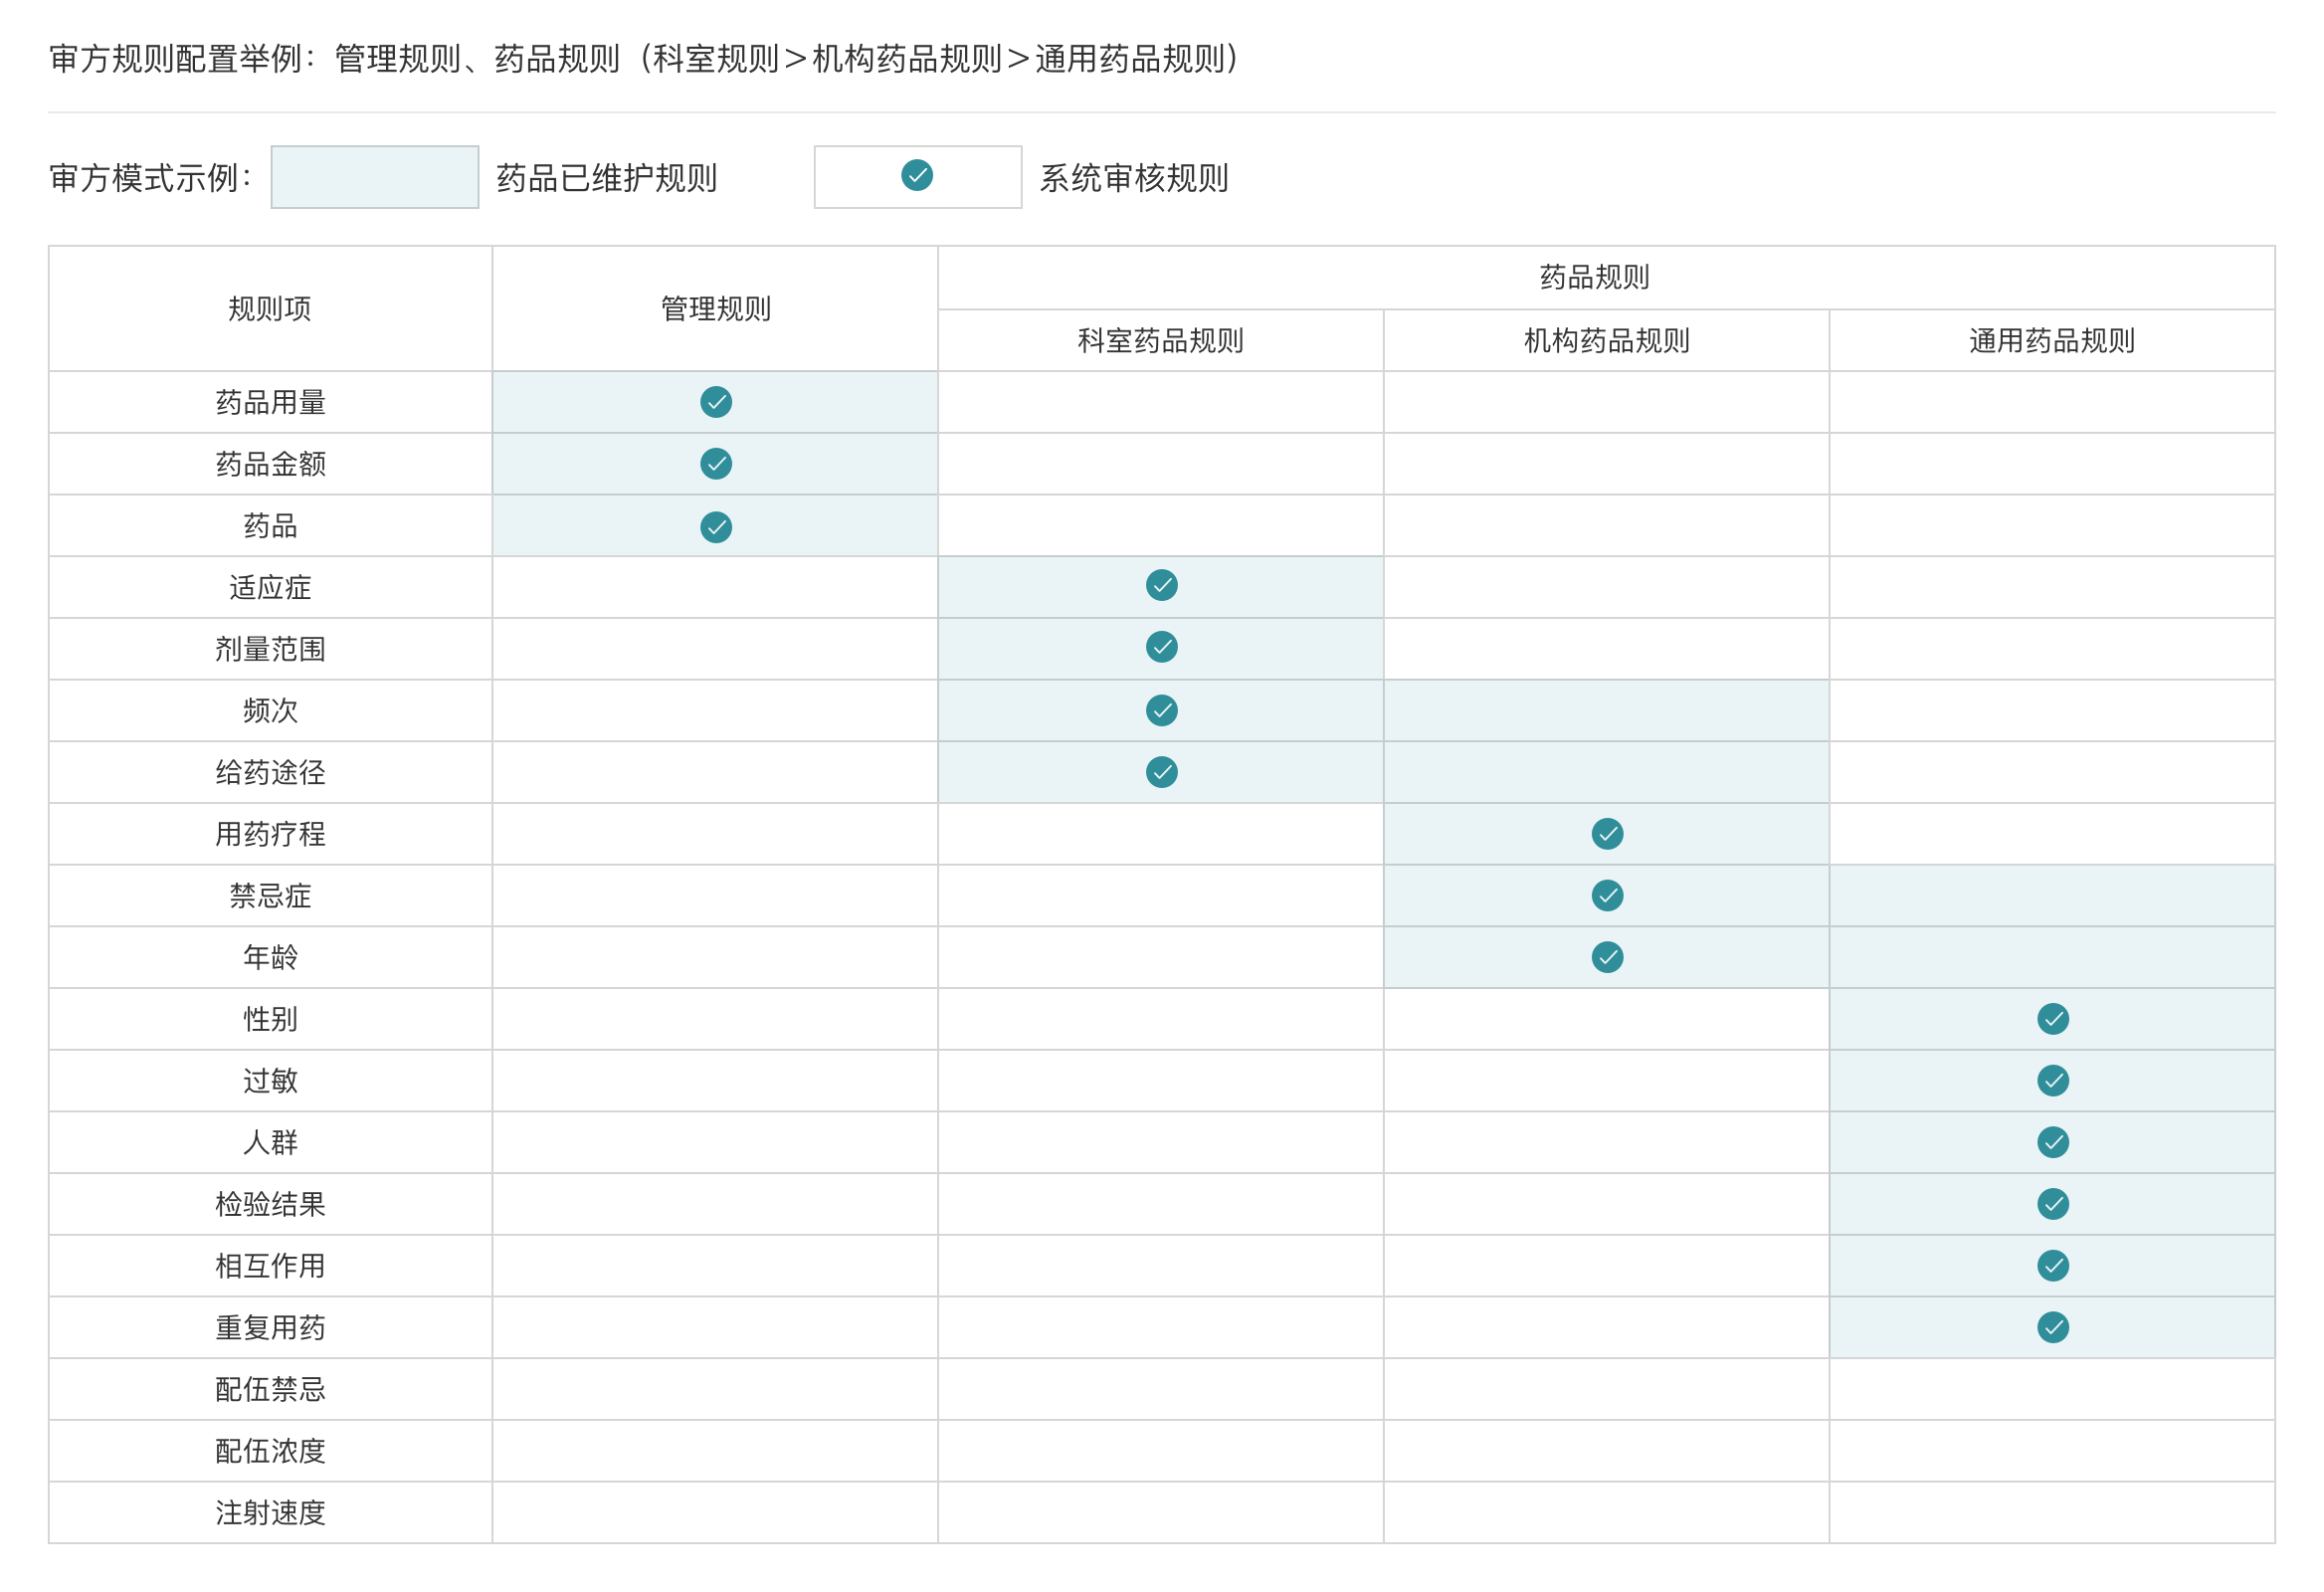 审方规则配置举例：管理规则、药品规则（科室规则＞机构药品规则＞通用药品规则）
审方模式示例： 药品已维护规则 系统审核规则
规则项 管理规则 药品规则
科室药品规则 机构药品规则 通用药品规则
药品用量
药品金额
药品
适应症
剂量范围
频次
给药途径
用药疗程
禁忌症
年龄
性别
过敏
人群
检验结果
相互作用
重复用药
配伍禁忌
配伍浓度
注射速度